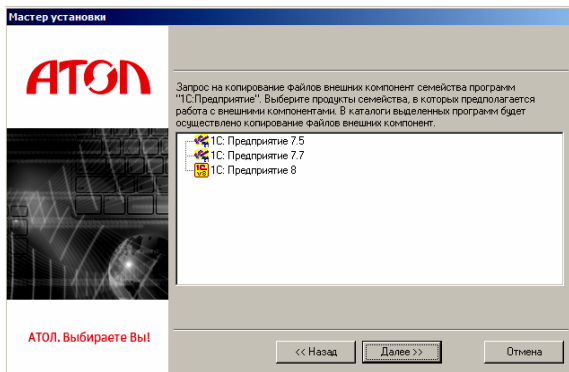 Мастер установки
АТОЛ
Запрос на копирование файлов внешних компонент семейства программ
"1С:Предприятие". Выберите продукты семейства, в которых предполагается
работа с внешними компонентами. В каталоги выделенных программ будет
осуществлено копирование файлов внешних компонент.
1С: Предприятие 7.5
1С: Предприятие 7.7
1С: Предприятие 8
АТОЛ. Выбираете Вы!
<< Назад
Далее >>
Отмена